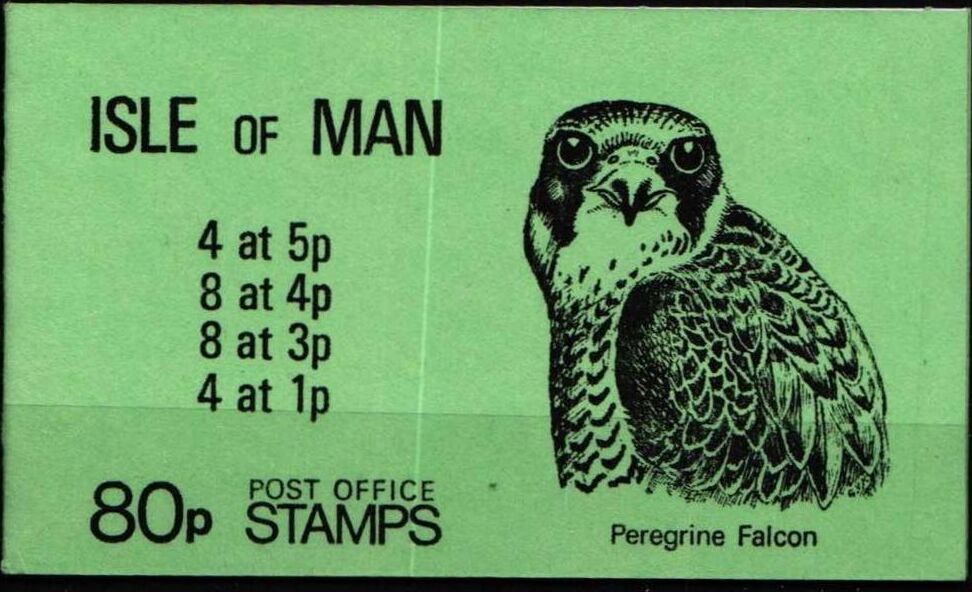 ISLE OF MAN
4 at 5p
8 at 4p
8 at 3p
4 at 1p
80p POST OFFICE
STAMPS
Peregrine Falcon